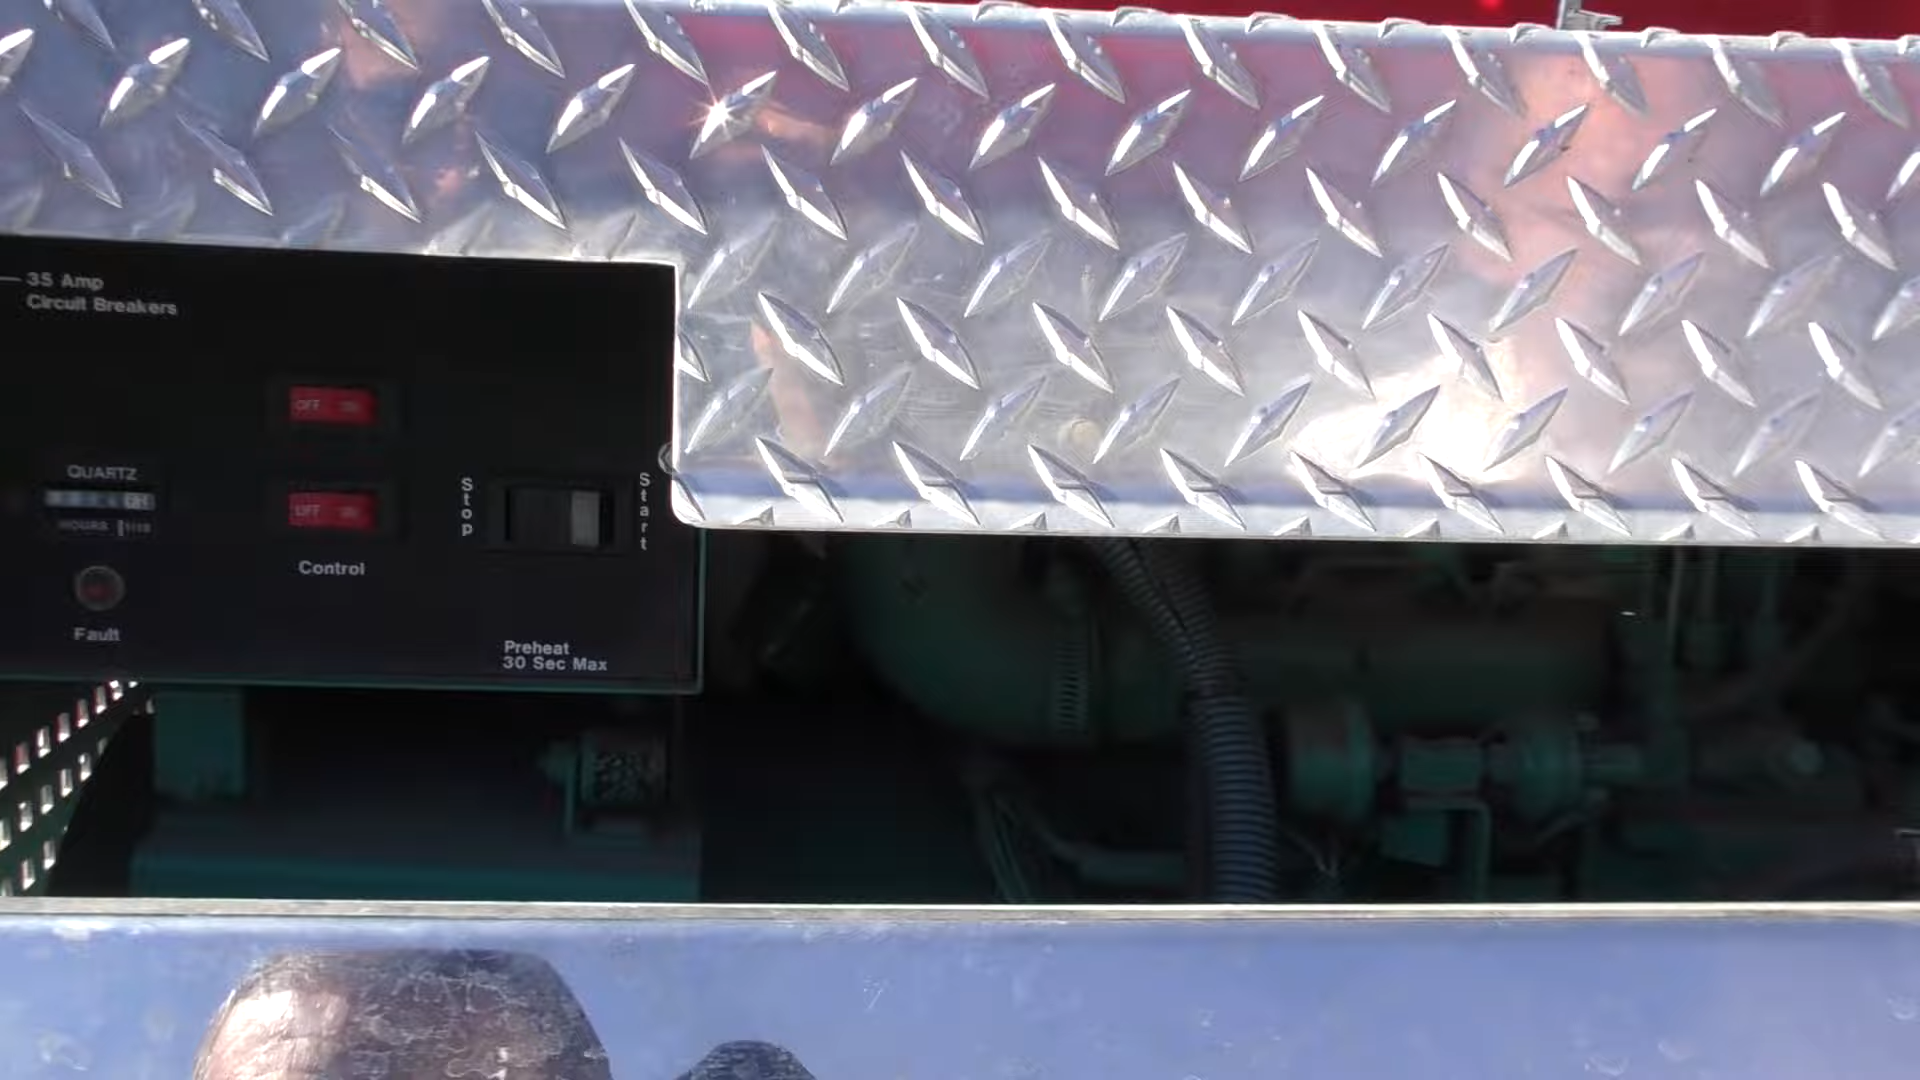 35 Amp
Circuit Breakers
OFF ON
QUARTZ
HOURS
OFF ON
Stop
Start
Control
Fault
Preheat
30 Sec Max